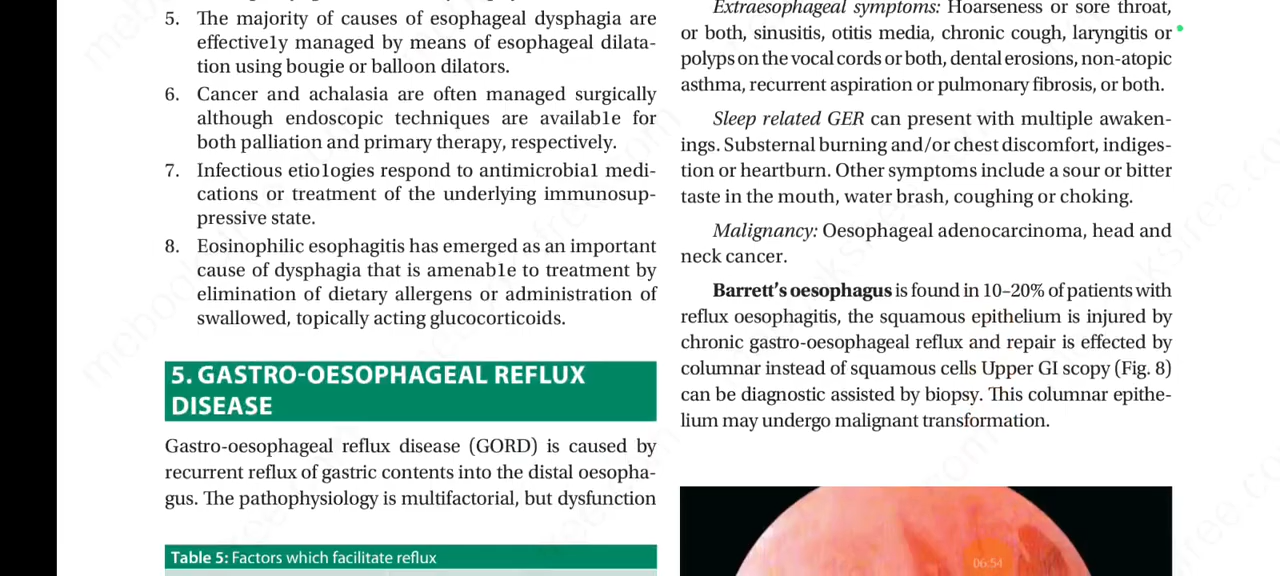 5. The majority of causes of esophageal dysphagia are
effectively managed by means of esophageal dilata-
tion using bougie or balloon dilators.
6. Cancer and achalasia are often managed surgically
although endoscopic techniques are available for
both palliation and primary therapy, respectively.
7. Infectious etiologies respond to antimicrobial medi-
cations or treatment of the underlying immunosup-
pressive state.
8. Eosinophilic esophagitis has emerged as an important
cause of dysphagia that is amenable to treatment by
elimination of dietary allergens or administration of
swallowed, topically acting glucocorticoids.
5. GASTRO-OESOPHAGEAL REFLUX
DISEASE
Gastro-oesophageal reflux disease (GORD) is caused by
recurrent reflux of gastric contents into the distal oesopha-
gus. The pathophysiology is multifactorial, but dysfunction
Table 5: Factors which facilitate reflux
Extraesophageal symptoms: Hoarseness or sore throat,
or both, sinusitis, otitis media, chronic cough, laryngitis or
polyps on the vocal cords or both, dental erosions, non-atopic
asthma, recurrent aspiration or pulmonary fibrosis, or both.
Sleep related GER can present with multiple awaken-
ings. Substernal burning and/or chest discomfort, indiges-
tion or heartburn. Other symptoms include a sour or bitter
taste in the mouth, water brash, coughing or choking.
Malignancy: Oesophageal adenocarcinoma, head and
neck cancer.
Barrett's oesophagus is found in 10–20% of patients with
reflux oesophagitis, the squamous epithelium is injured by
chronic gastro-oesophageal reflux and repair is effected by
columnar instead of squamous cells Upper GI scopy (Fig. 8)
can be diagnostic assisted by biopsy. This columnar epithe-
lium may undergo malignant transformation.
06:54